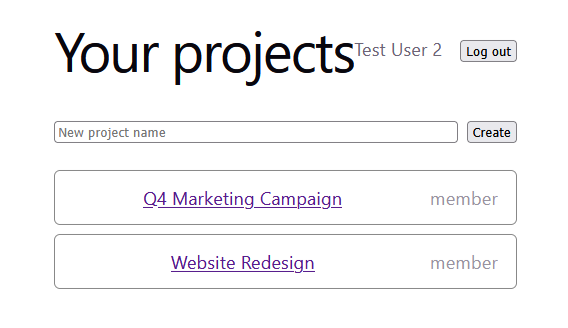 Your projects Test User 2 Log out
New project name Create
Q4 Marketing Campaign member
Website Redesign member